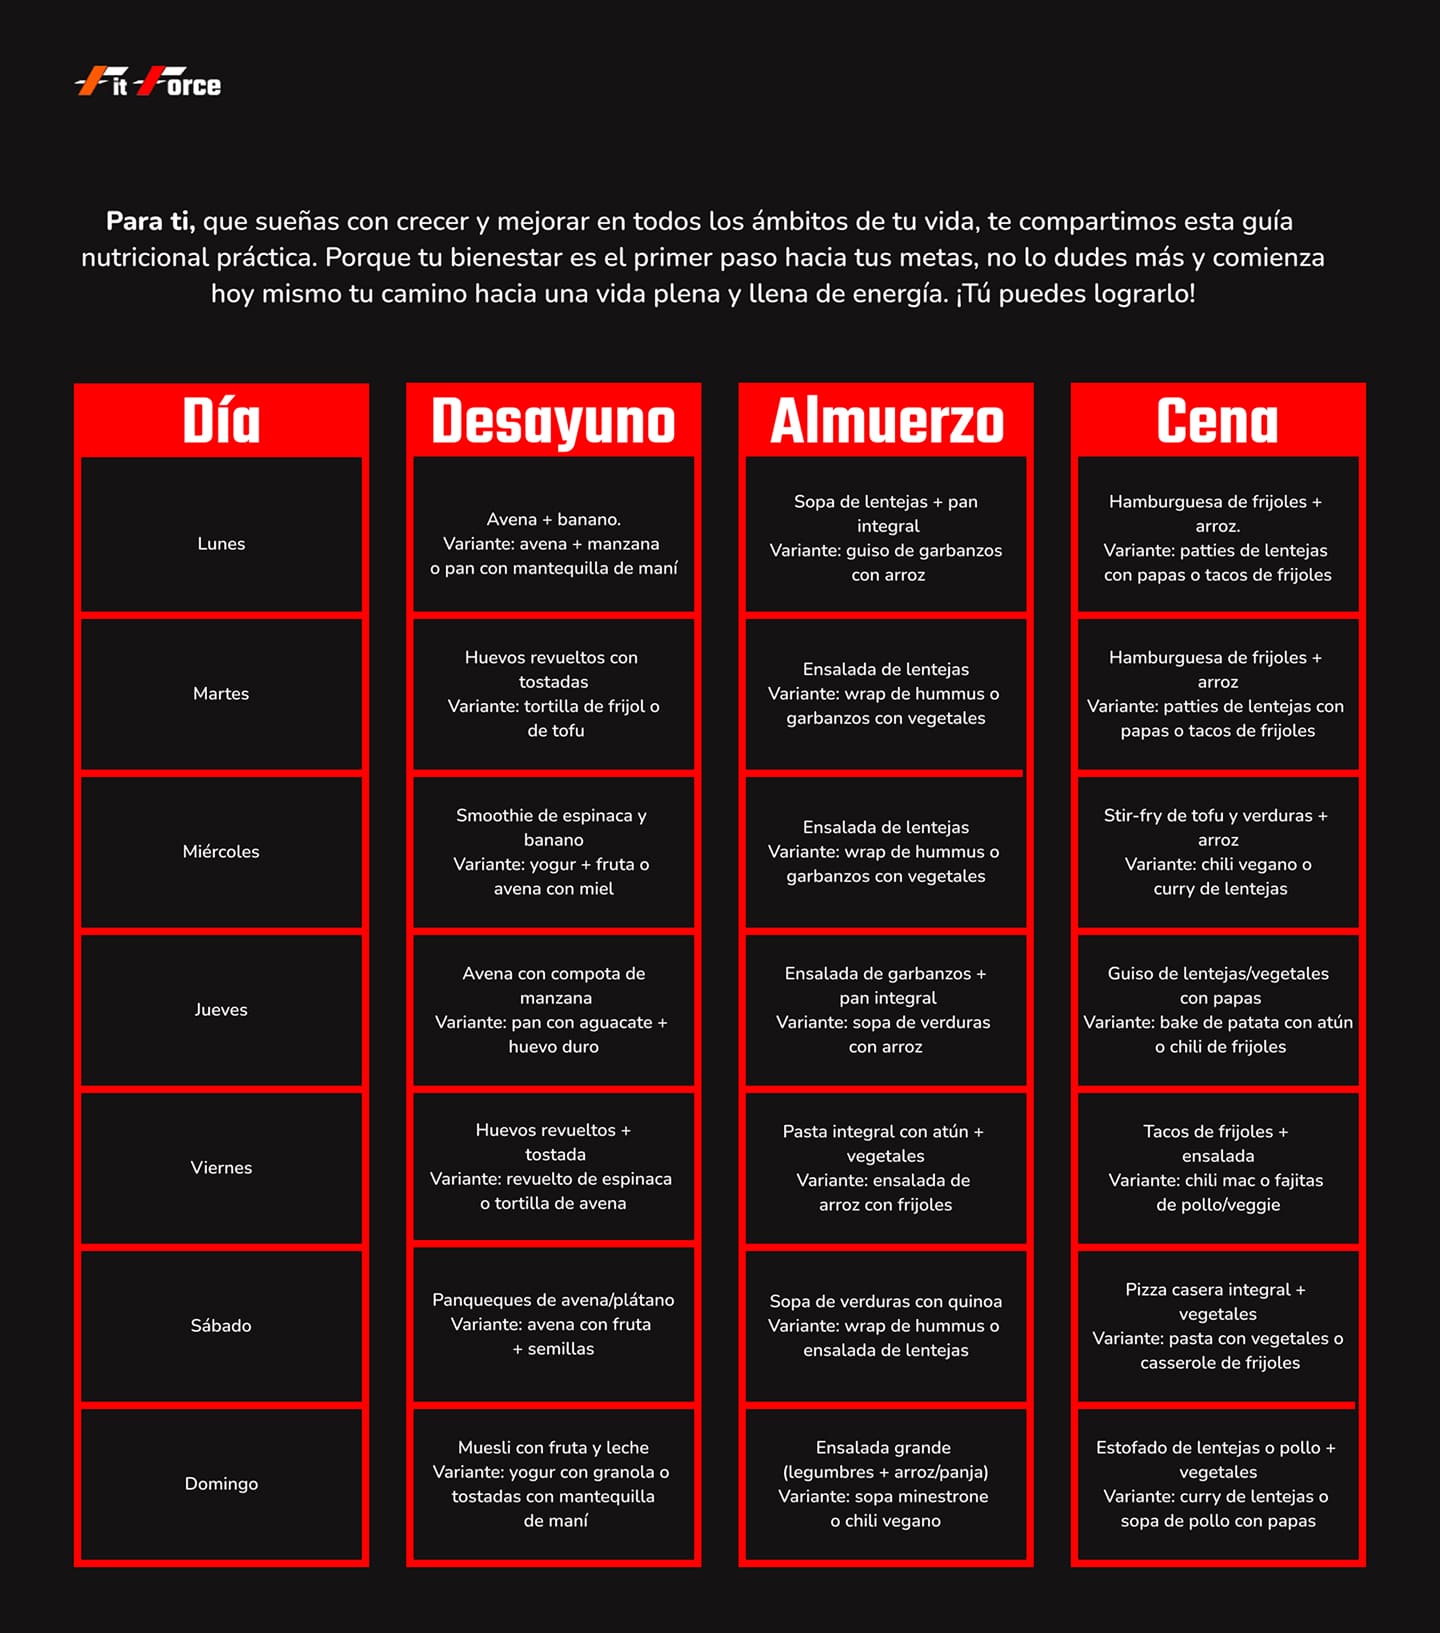 Fit Force
Para ti, que sueñas con crecer y mejorar en todos los ámbitos de tu vida, te compartimos esta guía
nutricional práctica. Porque tu bienestar es el primer paso hacia tus metas, no lo dudes más y comienza
hoy mismo tu camino hacia una vida plena y llena de energía. ¡Tú puedes lograrlo!
Día
Desayuno
Almuerzo
Cena
Lunes
Avena + banano.
Variante: avena + manzana
o pan con mantequilla de maní
Sopa de lentejas + pan
integral
Variante: guiso de garbanzos
con arroz
Hamburguesa de frijoles +
arroz.
Variante: patties de lentejas
con papas o tacos de frijoles
Martes
Huevos revueltos con
tostadas
Variante: tortilla de frijol o
de tofu
Ensalada de lentejas
Variante: wrap de hummus o
garbanzos con vegetales
Hamburguesa de frijoles +
arroz
Variante: patties de lentejas con
papas o tacos de frijoles
Miércoles
Smoothie de espinaca y
banano
Variante: yogur + fruta o
avena con miel
Ensalada de lentejas
Variante: wrap de hummus o
garbanzos con vegetales
Stir-fry de tofu y verduras +
arroz
Variante: chili vegano o
curry de lentejas
Jueves
Avena con compota de
manzana
Variante: pan con aguacate +
huevo duro
Ensalada de garbanzos +
pan integral
Variante: sopa de verduras
con arroz
Guiso de lentejas/vegetales
con papas
Variante: bake de patata con atún
o chili de frijoles
Viernes
Huevos revueltos +
tostada
Variante: revuelto de espinaca
o tortilla de avena
Pasta integral con atún +
vegetales
Variante: ensalada de
arroz con frijoles
Tacos de frijoles +
ensalada
Variante: chili mac o fajitas
de pollo/veggie
Sábado
Panqueques de avena/plátano
Variante: avena con fruta
+ semillas
Sopa de verduras con quinoa
Variante: wrap de hummus o
ensalada de lentejas
Pizza casera integral +
vegetales
Variante: pasta con vegetales o
casserole de frijoles
Domingo
Muesli con fruta y leche
Variante: yogur con granola o
tostadas con mantequilla
de maní
Ensalada grande
(legumbres + arroz/panja)
Variante: sopa minestrone
o chili vegano
Estofado de lentejas o pollo +
vegetales
Variante: curry de lentejas o
sopa de pollo con papas